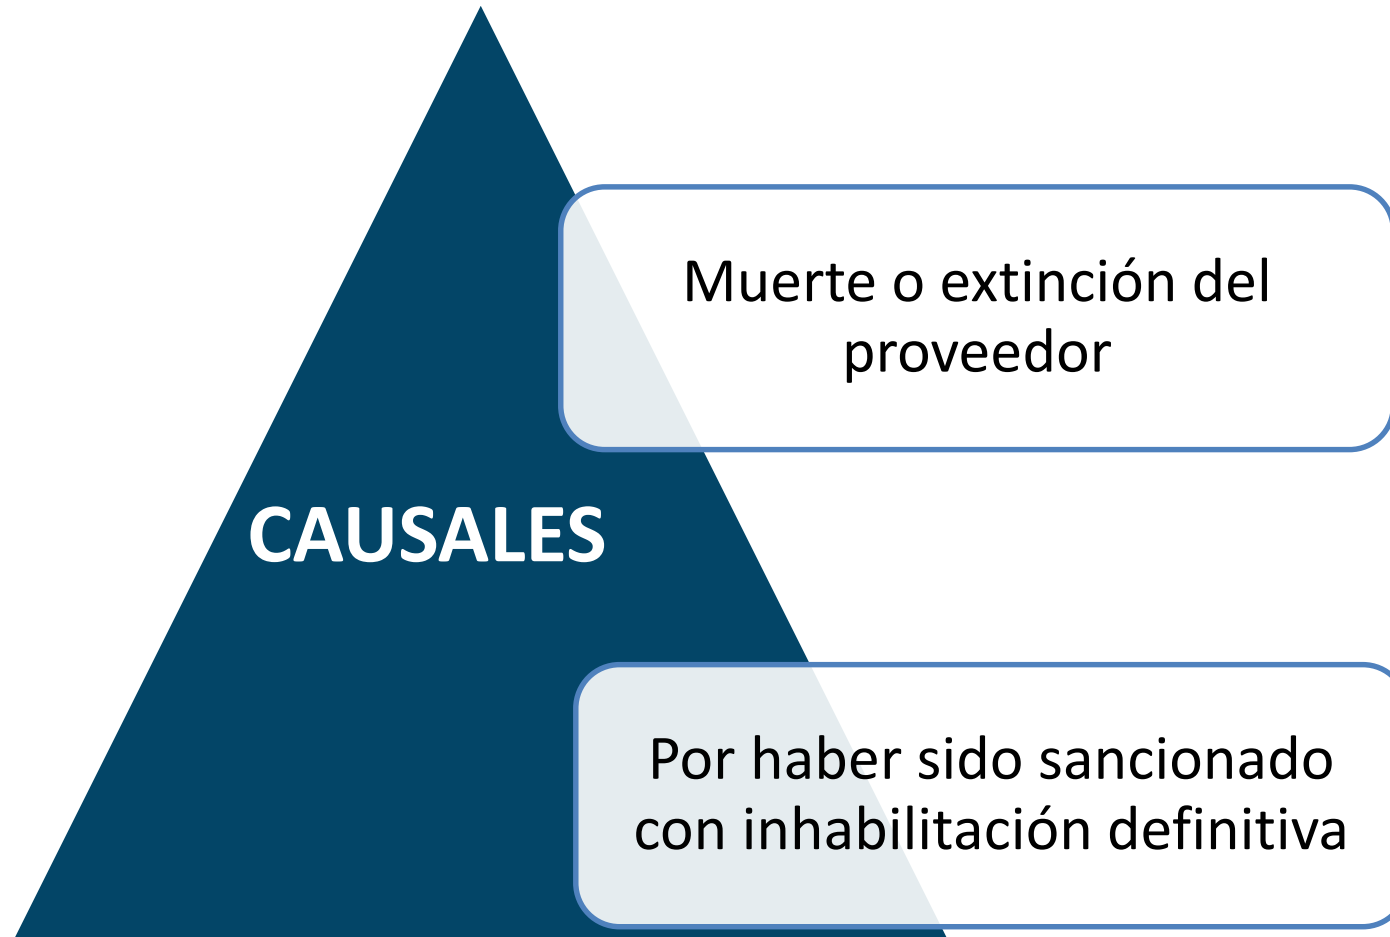 Muerte o extinción del
proveedor
CAUSALES
Por haber sido sancionado
con inhabilitación definitiva